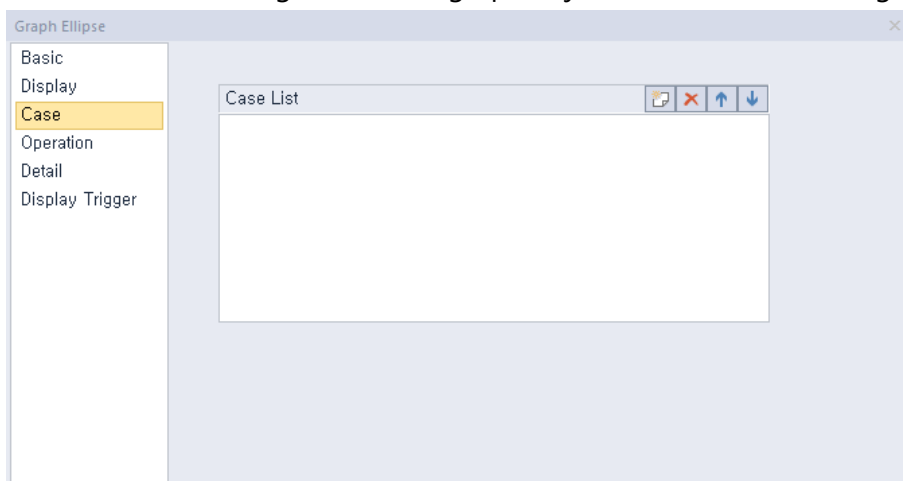 Graph Ellipse
Basic
Display
Case
Operation
Detail
Display Trigger
Case List